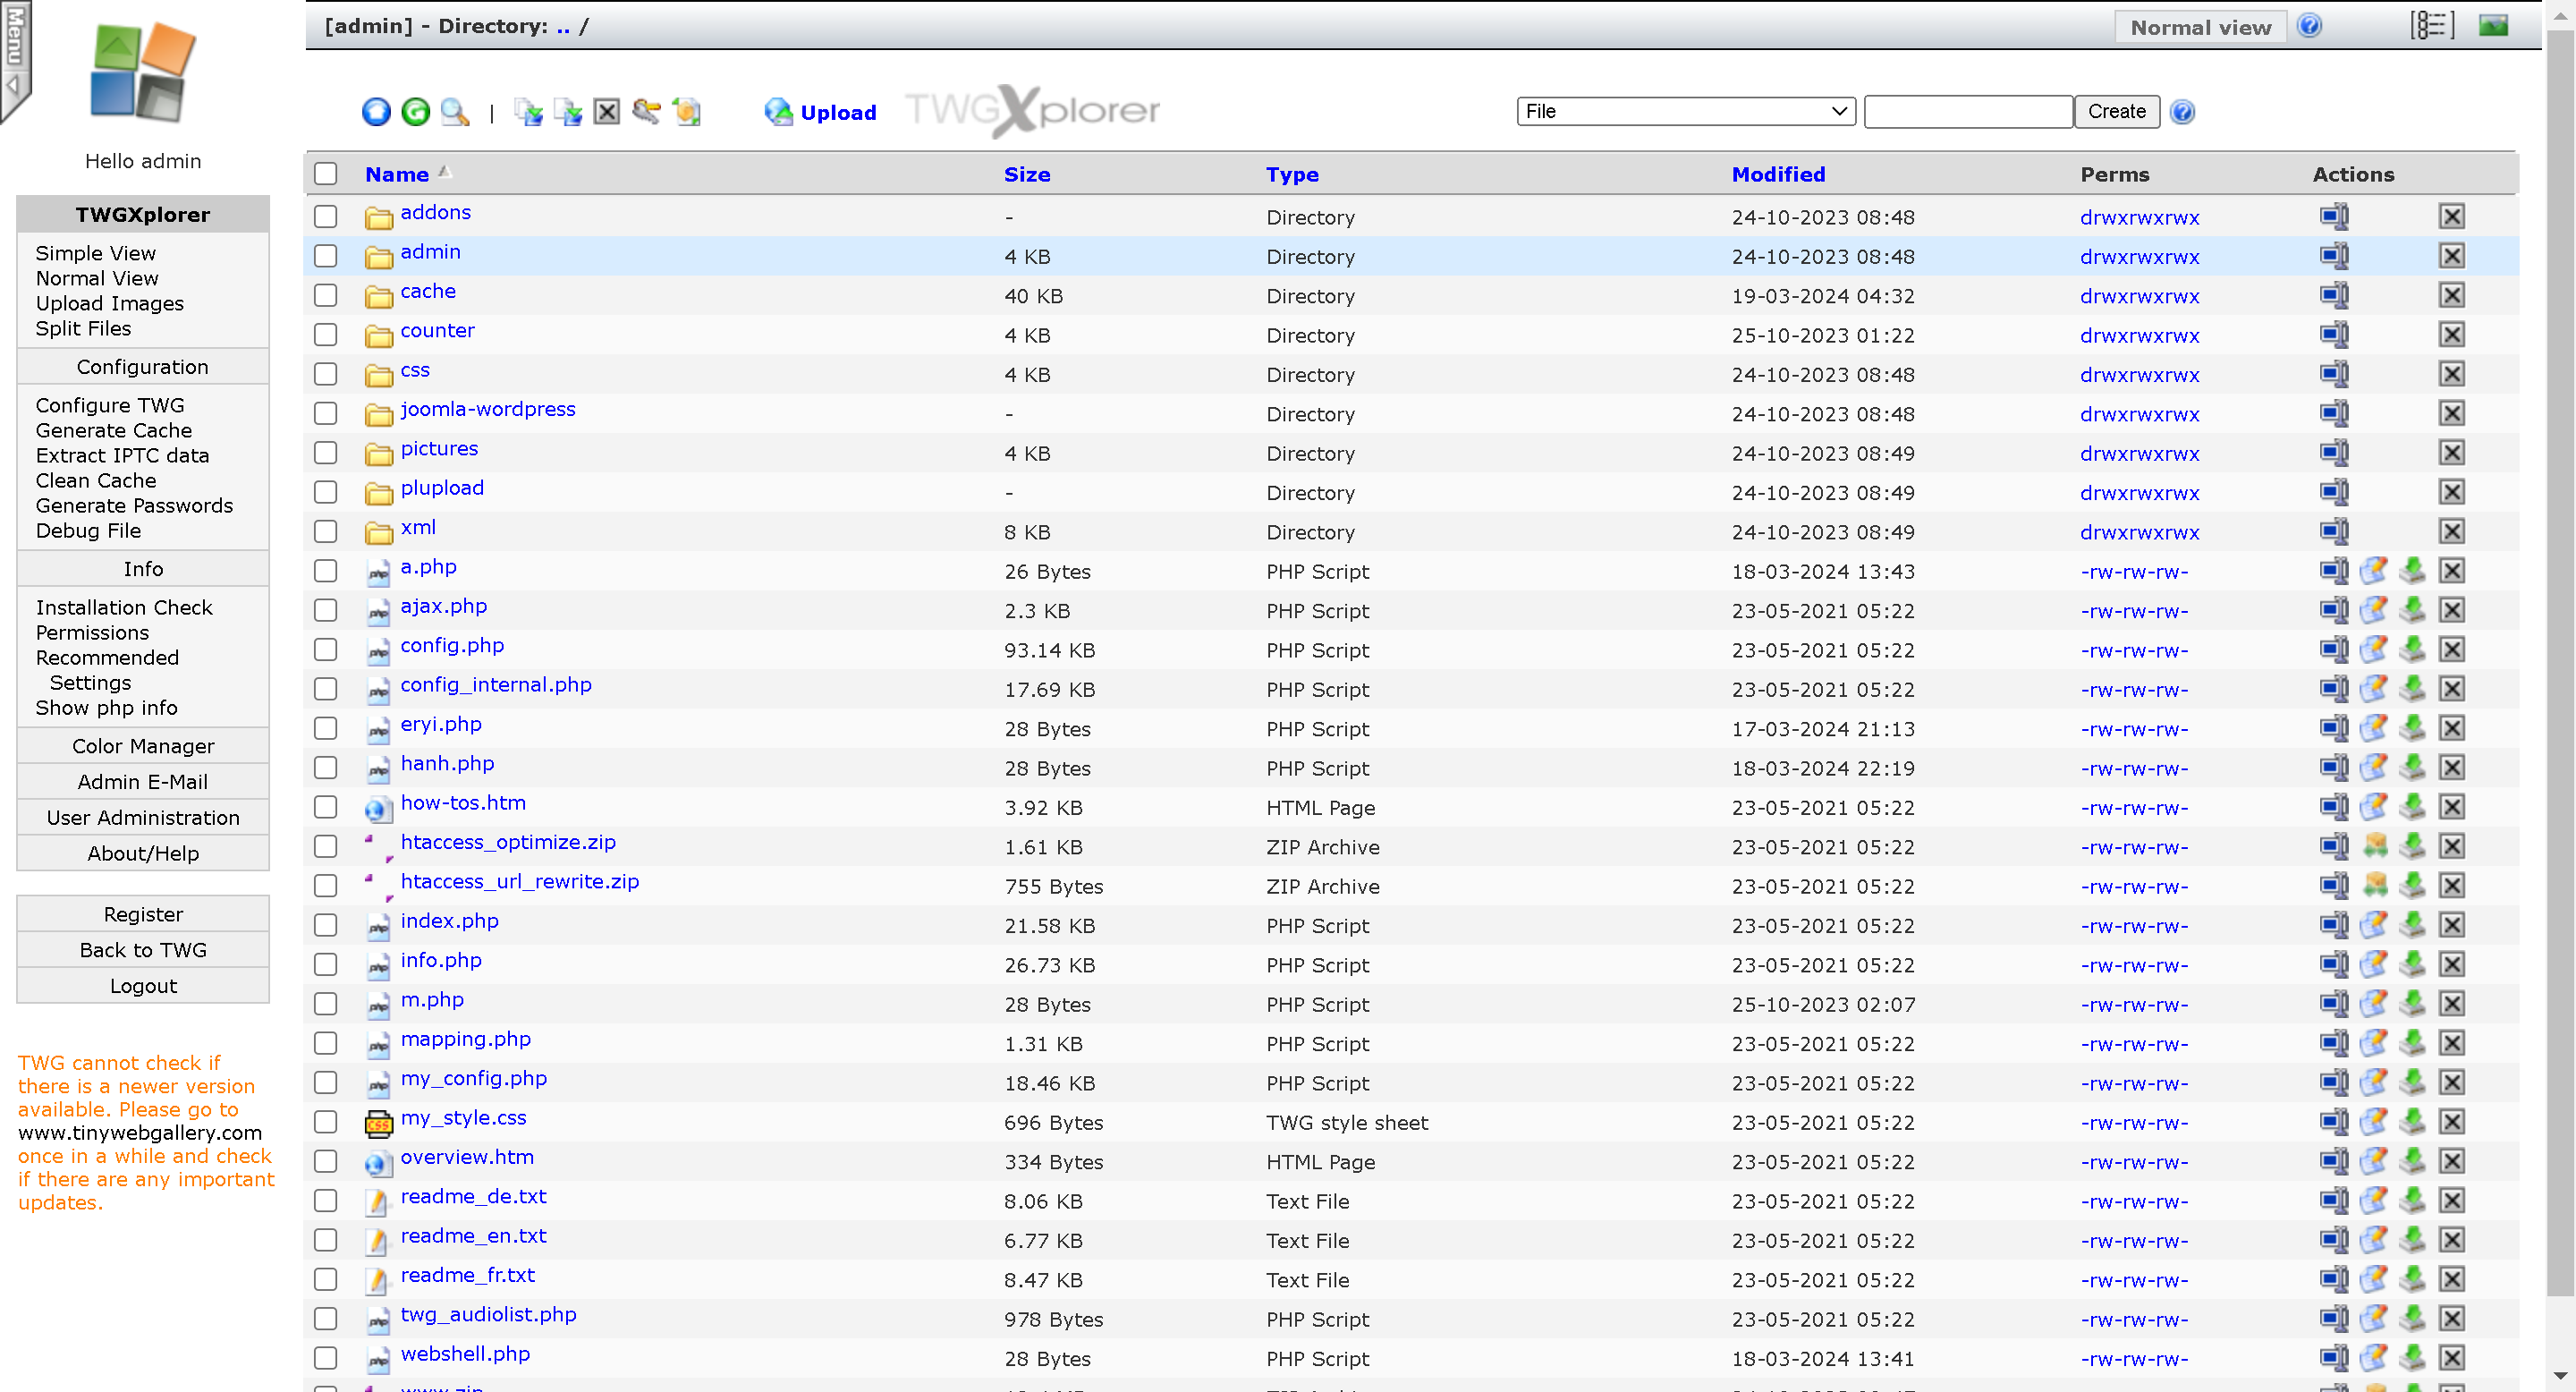 Menu
[admin] - Directory: .. /
Normal view
Upload
TWGXplorer
File
Create
Hello admin
TWGXplorer
Simple View
Normal View
Upload Images
Split Files
Configuration
Configure TWG
Generate Cache
Extract IPTC data
Clean Cache
Generate Passwords
Debug File
Info
Installation Check
Permissions
Recommended
Settings
Show php info
Color Manager
Admin E-Mail
User Administration
About/Help
Register
Back to TWG
Logout
TWG cannot check if
there is a newer version
available. Please go to
www.tinywebgallery.com
once in a while and check
if there are any important
updates.
Name Size Type Modified Perms Actions
addons - Directory 24-10-2023 08:48 drwxrwxrwx
admin 4 KB Directory 24-10-2023 08:48 drwxrwxrwx
cache 40 KB Directory 19-03-2024 04:32 drwxrwxrwx
counter 4 KB Directory 25-10-2023 01:22 drwxrwxrwx
css 4 KB Directory 24-10-2023 08:48 drwxrwxrwx
joomla-wordpress - Directory 24-10-2023 08:48 drwxrwxrwx
pictures 4 KB Directory 24-10-2023 08:49 drwxrwxrwx
plupload - Directory 24-10-2023 08:49 drwxrwxrwx
xml 8 KB Directory 24-10-2023 08:49 drwxrwxrwx
a.php 26 Bytes PHP Script 18-03-2024 13:43 -rw-rw-rw-
ajax.php 2.3 KB PHP Script 23-05-2021 05:22 -rw-rw-rw-
config.php 93.14 KB PHP Script 23-05-2021 05:22 -rw-rw-rw-
config_internal.php 17.69 KB PHP Script 23-05-2021 05:22 -rw-rw-rw-
eryi.php 28 Bytes PHP Script 17-03-2024 21:13 -rw-rw-rw-
hanh.php 28 Bytes PHP Script 18-03-2024 22:19 -rw-rw-rw-
how-tos.htm 3.92 KB HTML Page 23-05-2021 05:22 -rw-rw-rw-
htaccess_optimize.zip 1.61 KB ZIP Archive 23-05-2021 05:22 -rw-rw-rw-
htaccess_url_rewrite.zip 755 Bytes ZIP Archive 23-05-2021 05:22 -rw-rw-rw-
index.php 21.58 KB PHP Script 23-05-2021 05:22 -rw-rw-rw-
info.php 26.73 KB PHP Script 23-05-2021 05:22 -rw-rw-rw-
m.php 28 Bytes PHP Script 25-10-2023 02:07 -rw-rw-rw-
mapping.php 1.31 KB PHP Script 23-05-2021 05:22 -rw-rw-rw-
my_config.php 18.46 KB PHP Script 23-05-2021 05:22 -rw-rw-rw-
my_style.css 696 Bytes TWG style sheet 23-05-2021 05:22 -rw-rw-rw-
overview.htm 334 Bytes HTML Page 23-05-2021 05:22 -rw-rw-rw-
readme_de.txt 8.06 KB Text File 23-05-2021 05:22 -rw-rw-rw-
readme_en.txt 6.77 KB Text File 23-05-2021 05:22 -rw-rw-rw-
readme_fr.txt 8.47 KB Text File 23-05-2021 05:22 -rw-rw-rw-
twg_audiolist.php 978 Bytes PHP Script 23-05-2021 05:22 -rw-rw-rw-
webshell.php 28 Bytes PHP Script 18-03-2024 13:41 -rw-rw-rw-